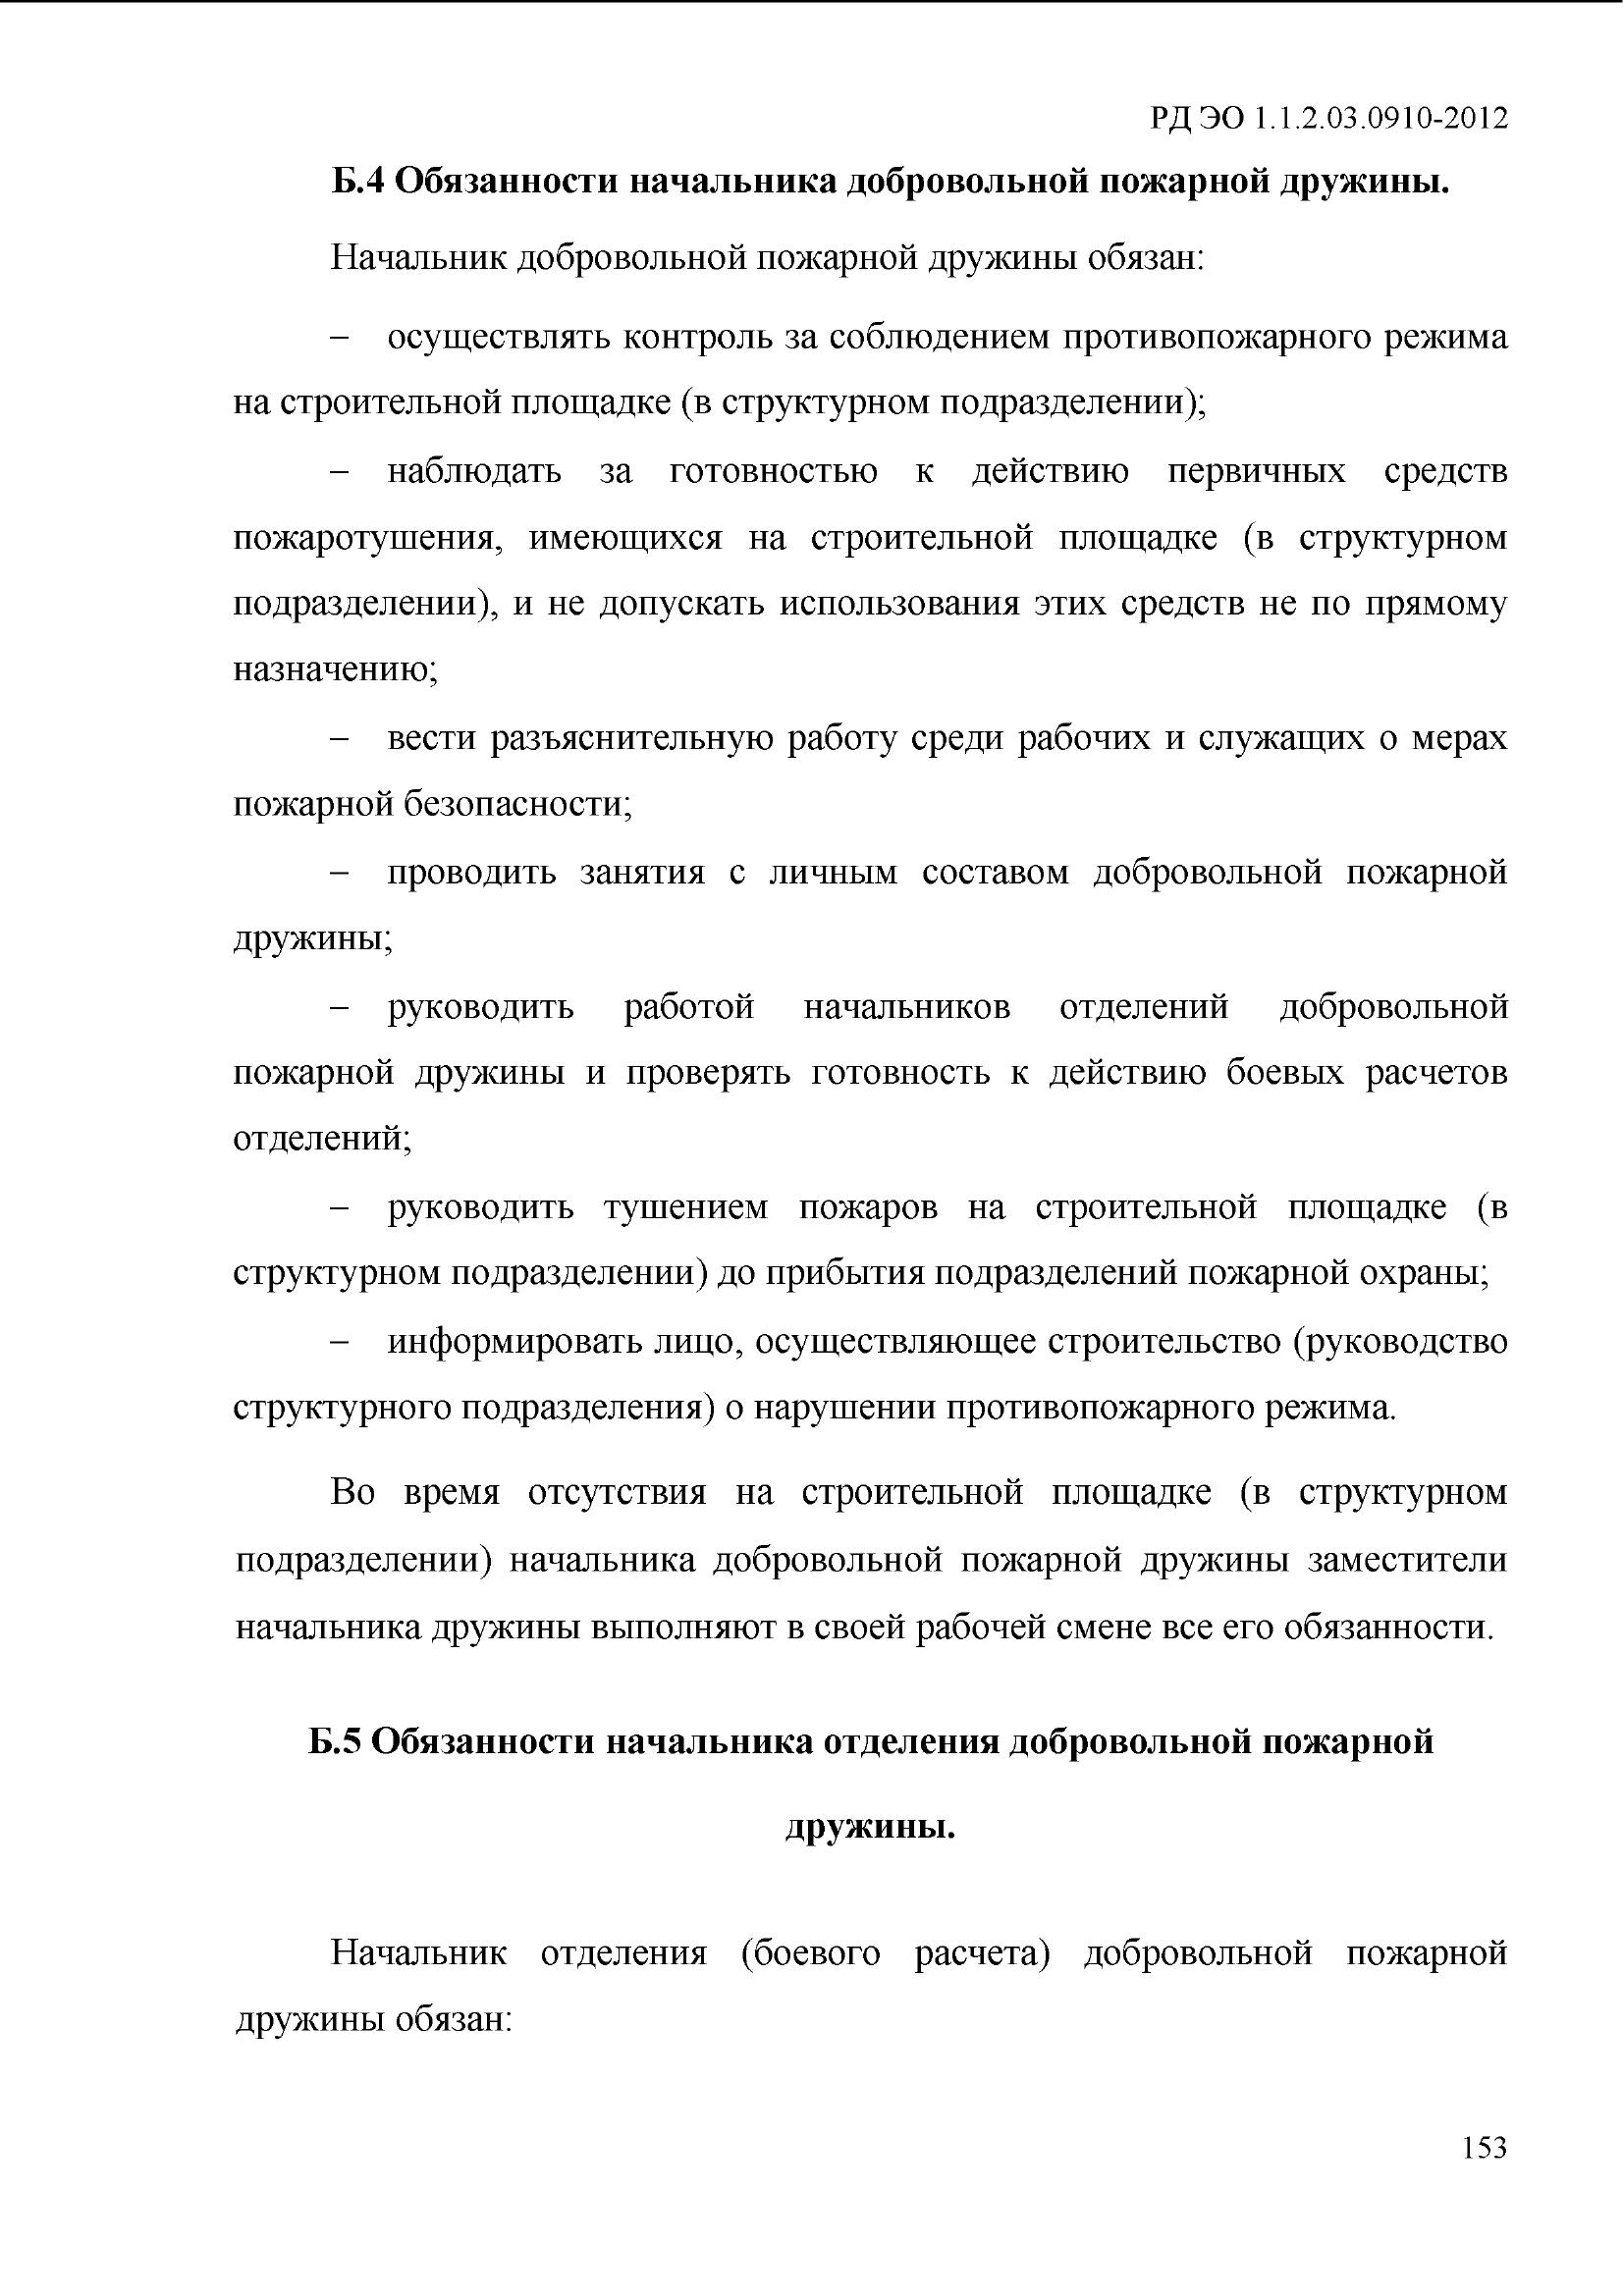 РД ЭО 1.1.2.03.0910-2012
Б.4 Обязанности начальника добровольной пожарной дружины.
Начальник добровольной пожарной дружины обязан:
– осуществлять контроль за соблюдением противопожарного режима
на строительной площадке (в структурном подразделении);
– наблюдать за готовностью к действию первичных средств
пожаротушения, имеющихся на строительной площадке (в структурном
подразделении), и не допускать использования этих средств не по прямому
назначению;
– вести разъяснительную работу среди рабочих и служащих о мерах
пожарной безопасности;
– проводить занятия с личным составом добровольной пожарной
дружины;
– руководить работой начальников отделений добровольной
пожарной дружины и проверять готовность к действию боевых расчетов
отделений;
– руководить тушением пожаров на строительной площадке (в
структурном подразделении) до прибытия подразделений пожарной охраны;
– информировать лицо, осуществляющее строительство (руководство
структурного подразделения) о нарушении противопожарного режима.
Во время отсутствия на строительной площадке (в структурном
подразделении) начальника добровольной пожарной дружины заместители
начальника дружины выполняют в своей рабочей смене все его обязанности.
Б.5 Обязанности начальника отделения добровольной пожарной
дружины.
Начальник отделения (боевого расчета) добровольной пожарной
дружины обязан:
153